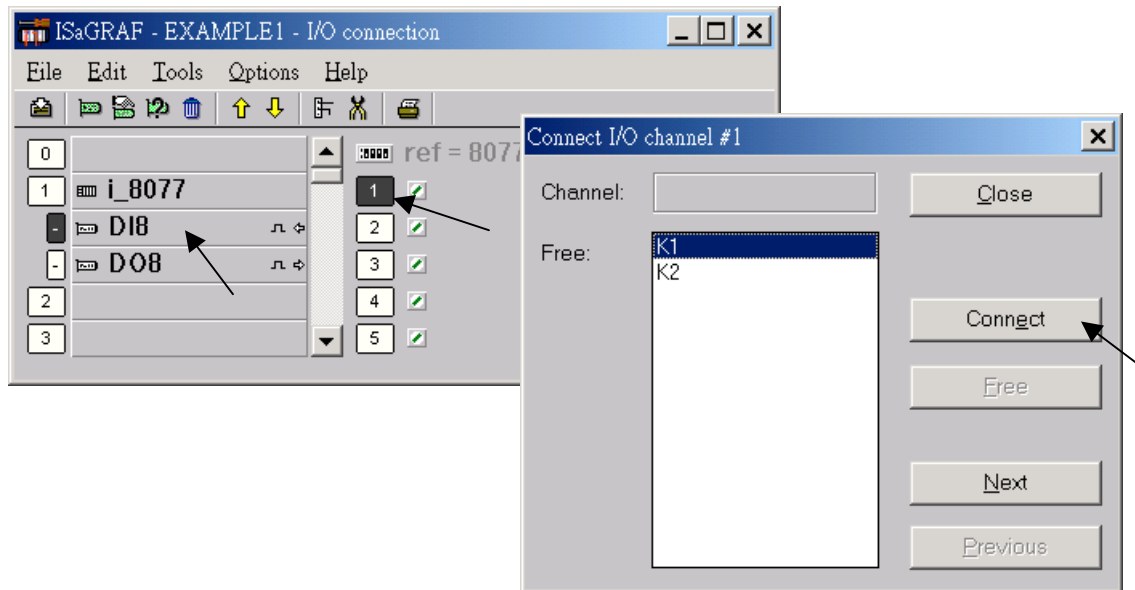 ISaGRAF - EXAMPLE1 - I/O connection
File Edit Tools Options Help
0
1 i_8077
- DI8
- DO8
2
3
ref = 8077
1
2
3
4
5
Connect I/O channel #1
Channel:
Free:
K1
K2
Close
Connect
Free
Next
Previous